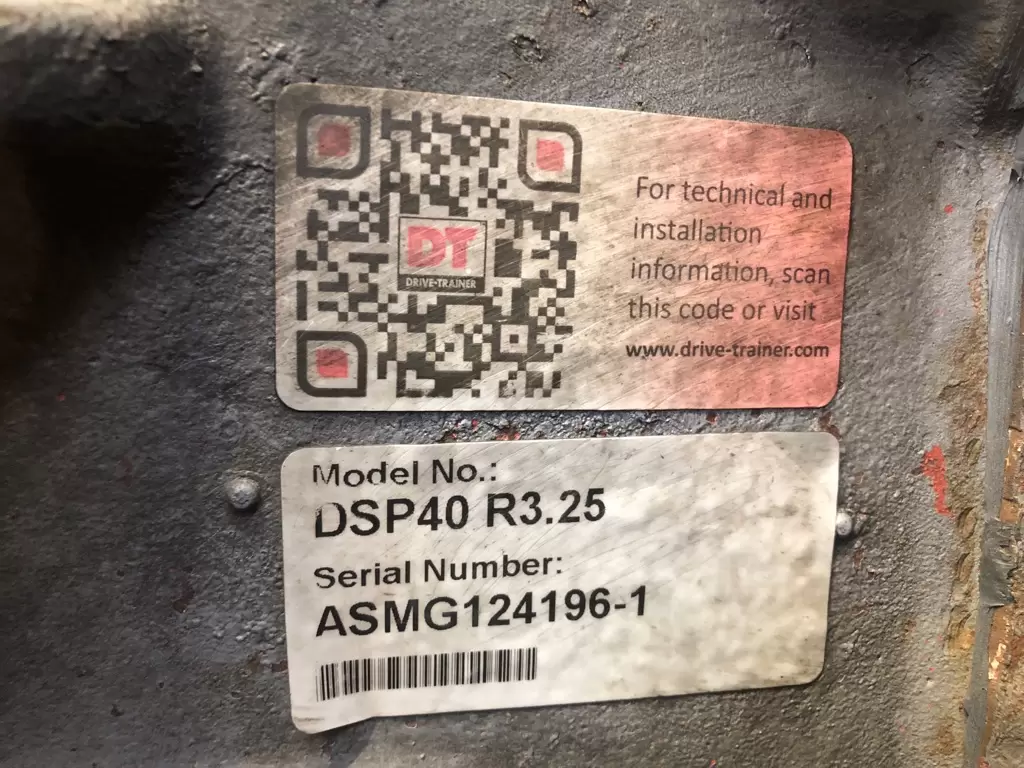 DT
DRIVE-TRAINER
For technical and
installation
information, scan
this code or visit
www.drive-trainer.com
Model No.:
DSP40 R3.25
Serial Number:
ASMG124196-1